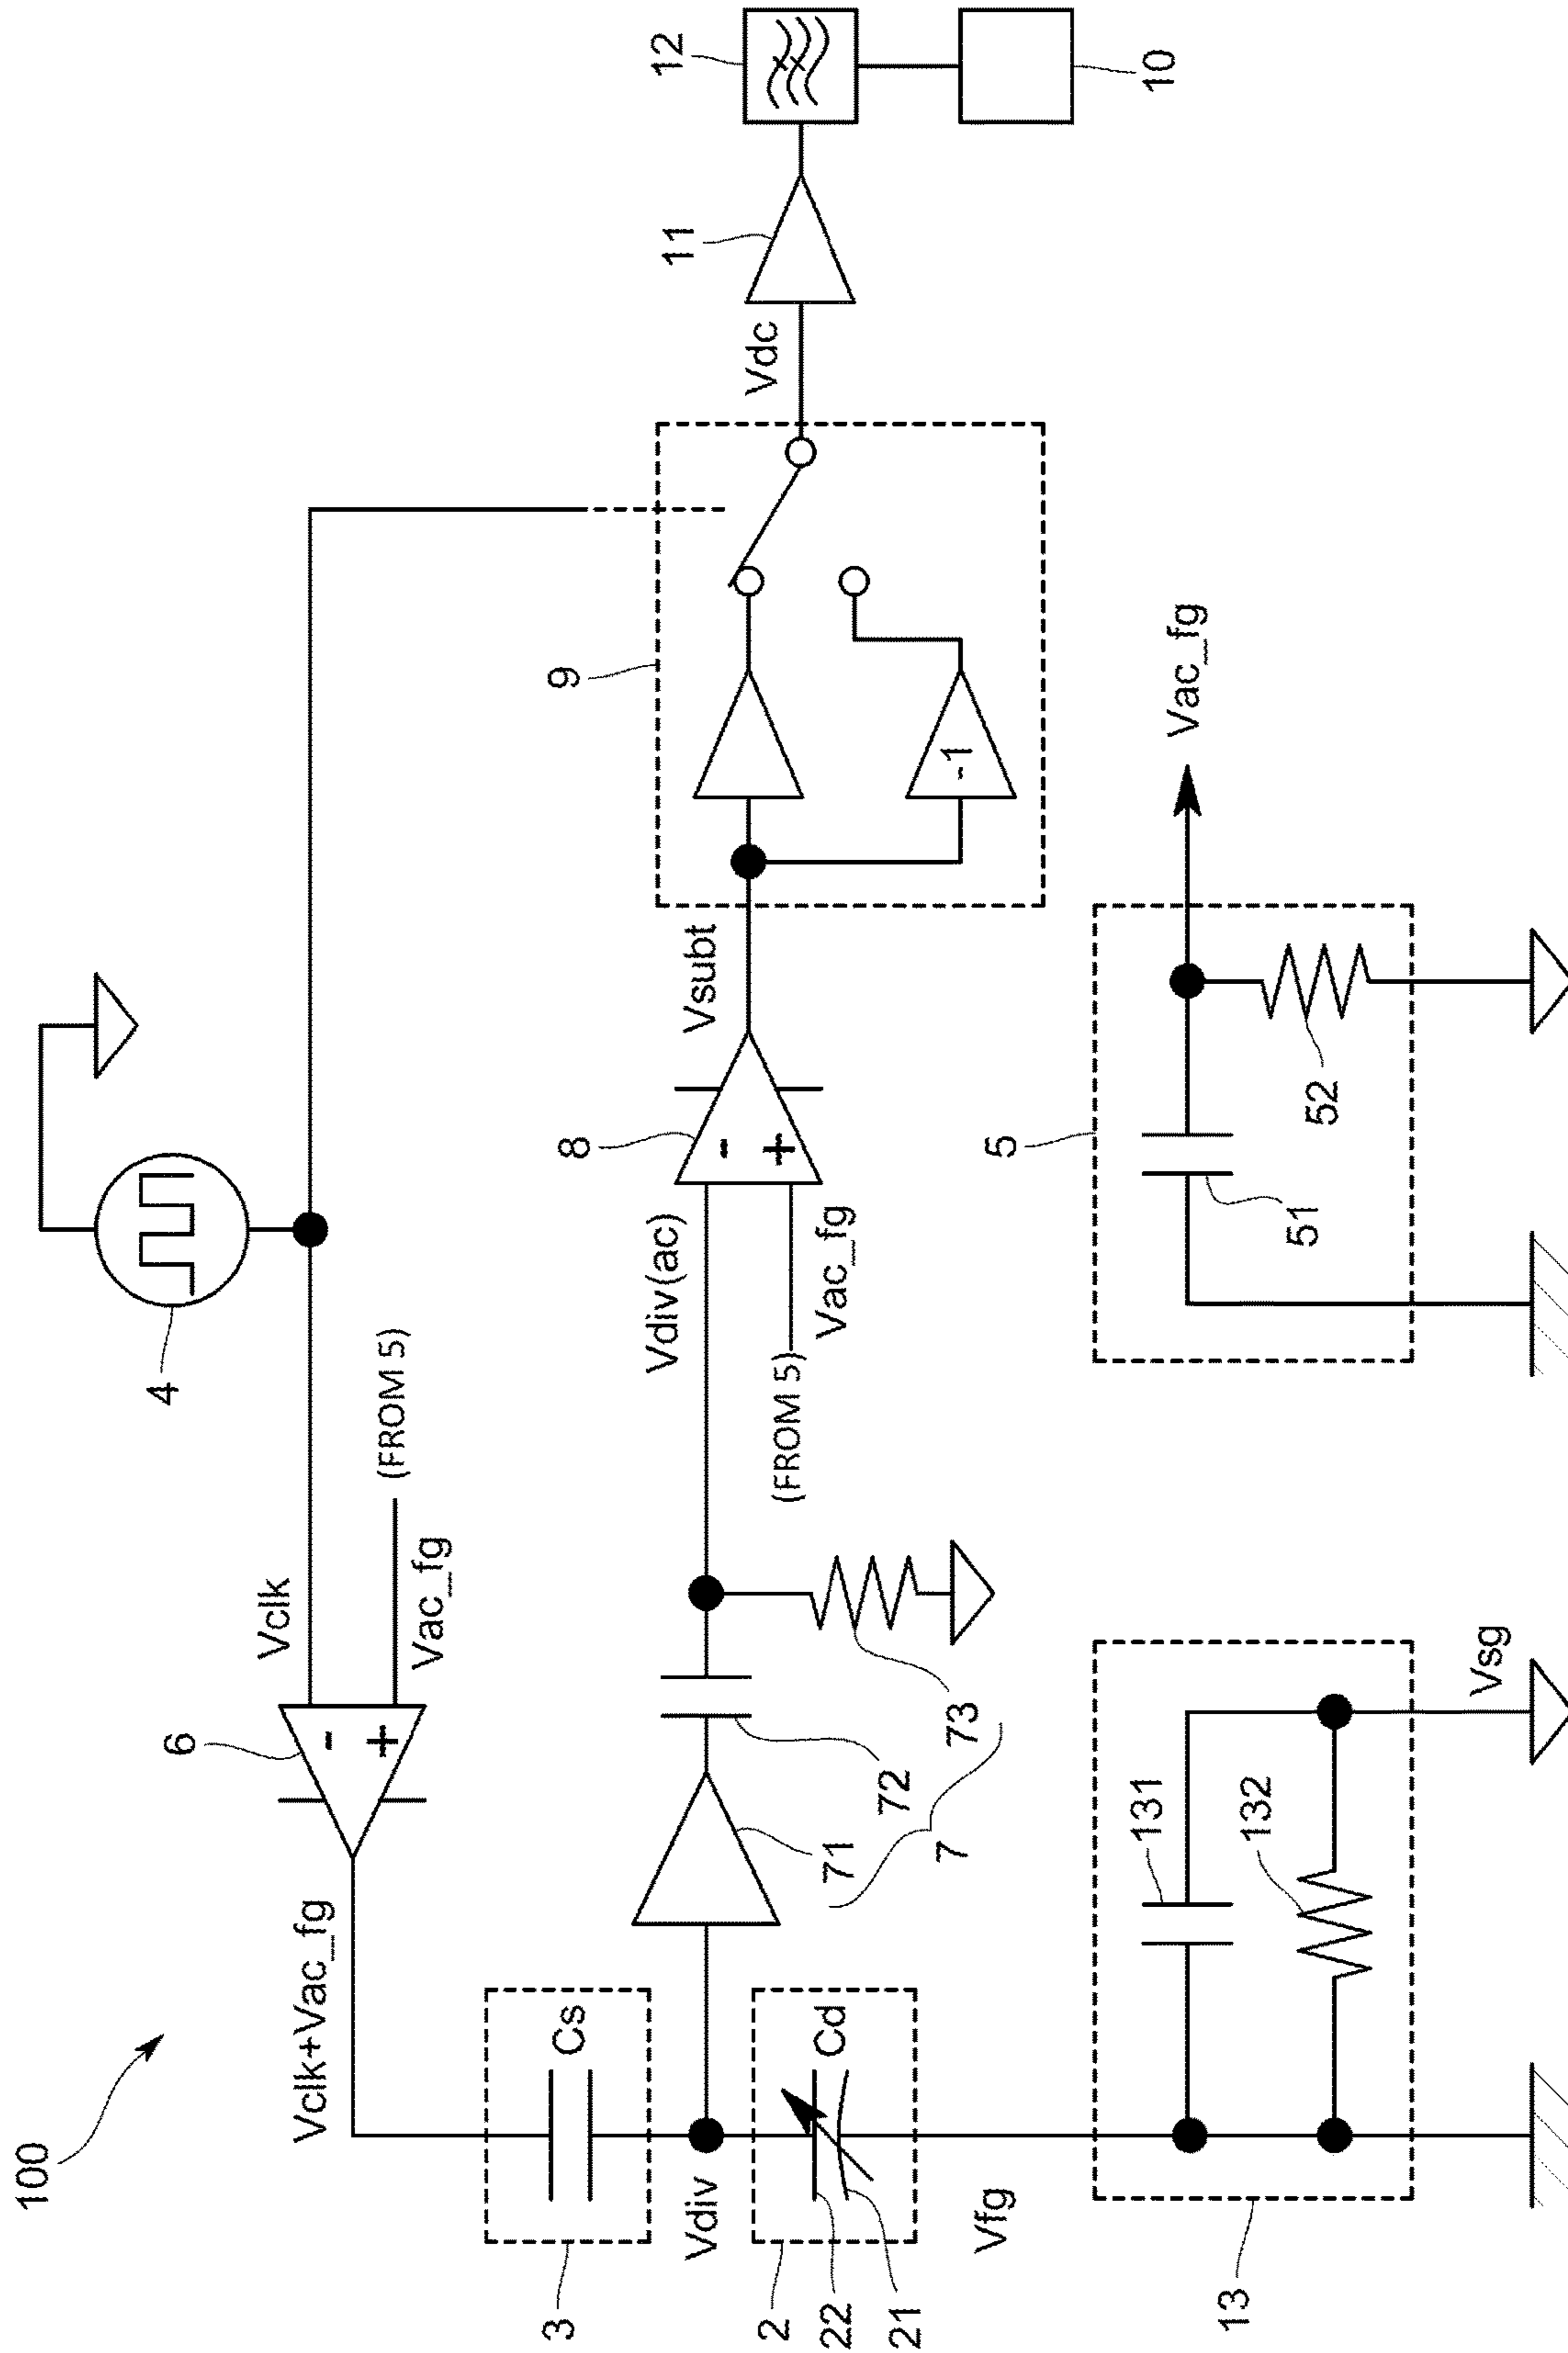 100
4
Vclk
6
(FROM 5)
Vac_fg
Vclk+Vac_fg
-
+
3
Cs
Vdiv
2
Cd
22
21
Vfg
71
72
73
7
Vdiv(ac)
8
-
+
(FROM 5)
Vac_fg
Vsubt
9
-1
Vdc
11
12
10
13
131
132
Vsg
5
51
52
Vac_fg